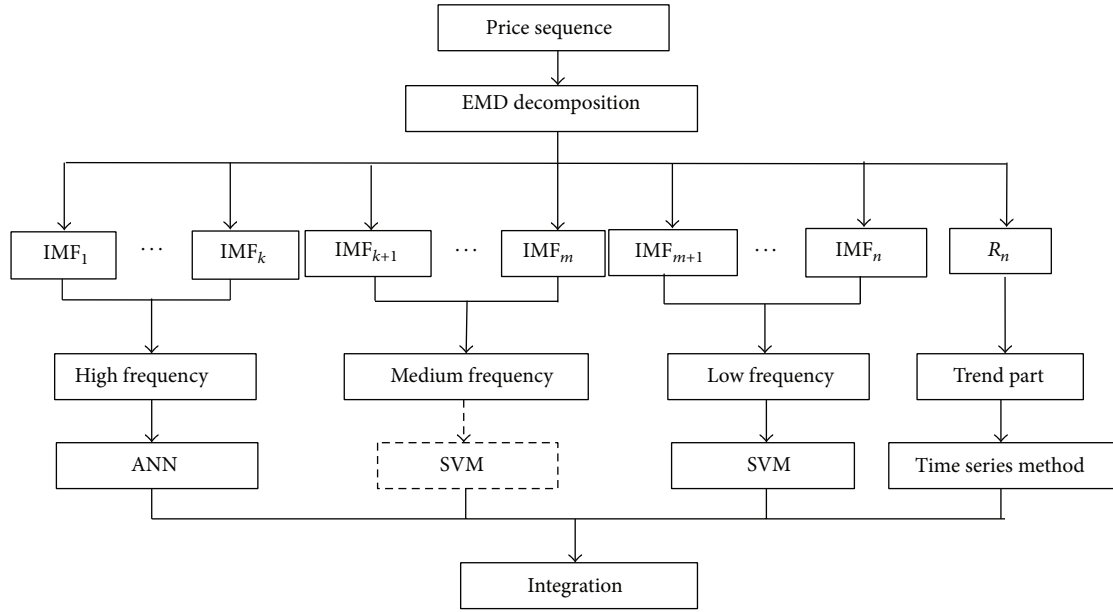 Price sequence
EMD decomposition
IMF₁ ··· IMFₖ IMFₖ₊₁ ··· IMFₘ IMFₘ₊₁ ··· IMFₙ Rₙ
High frequency Medium frequency Low frequency Trend part
ANN SVM SVM Time series method
Integration